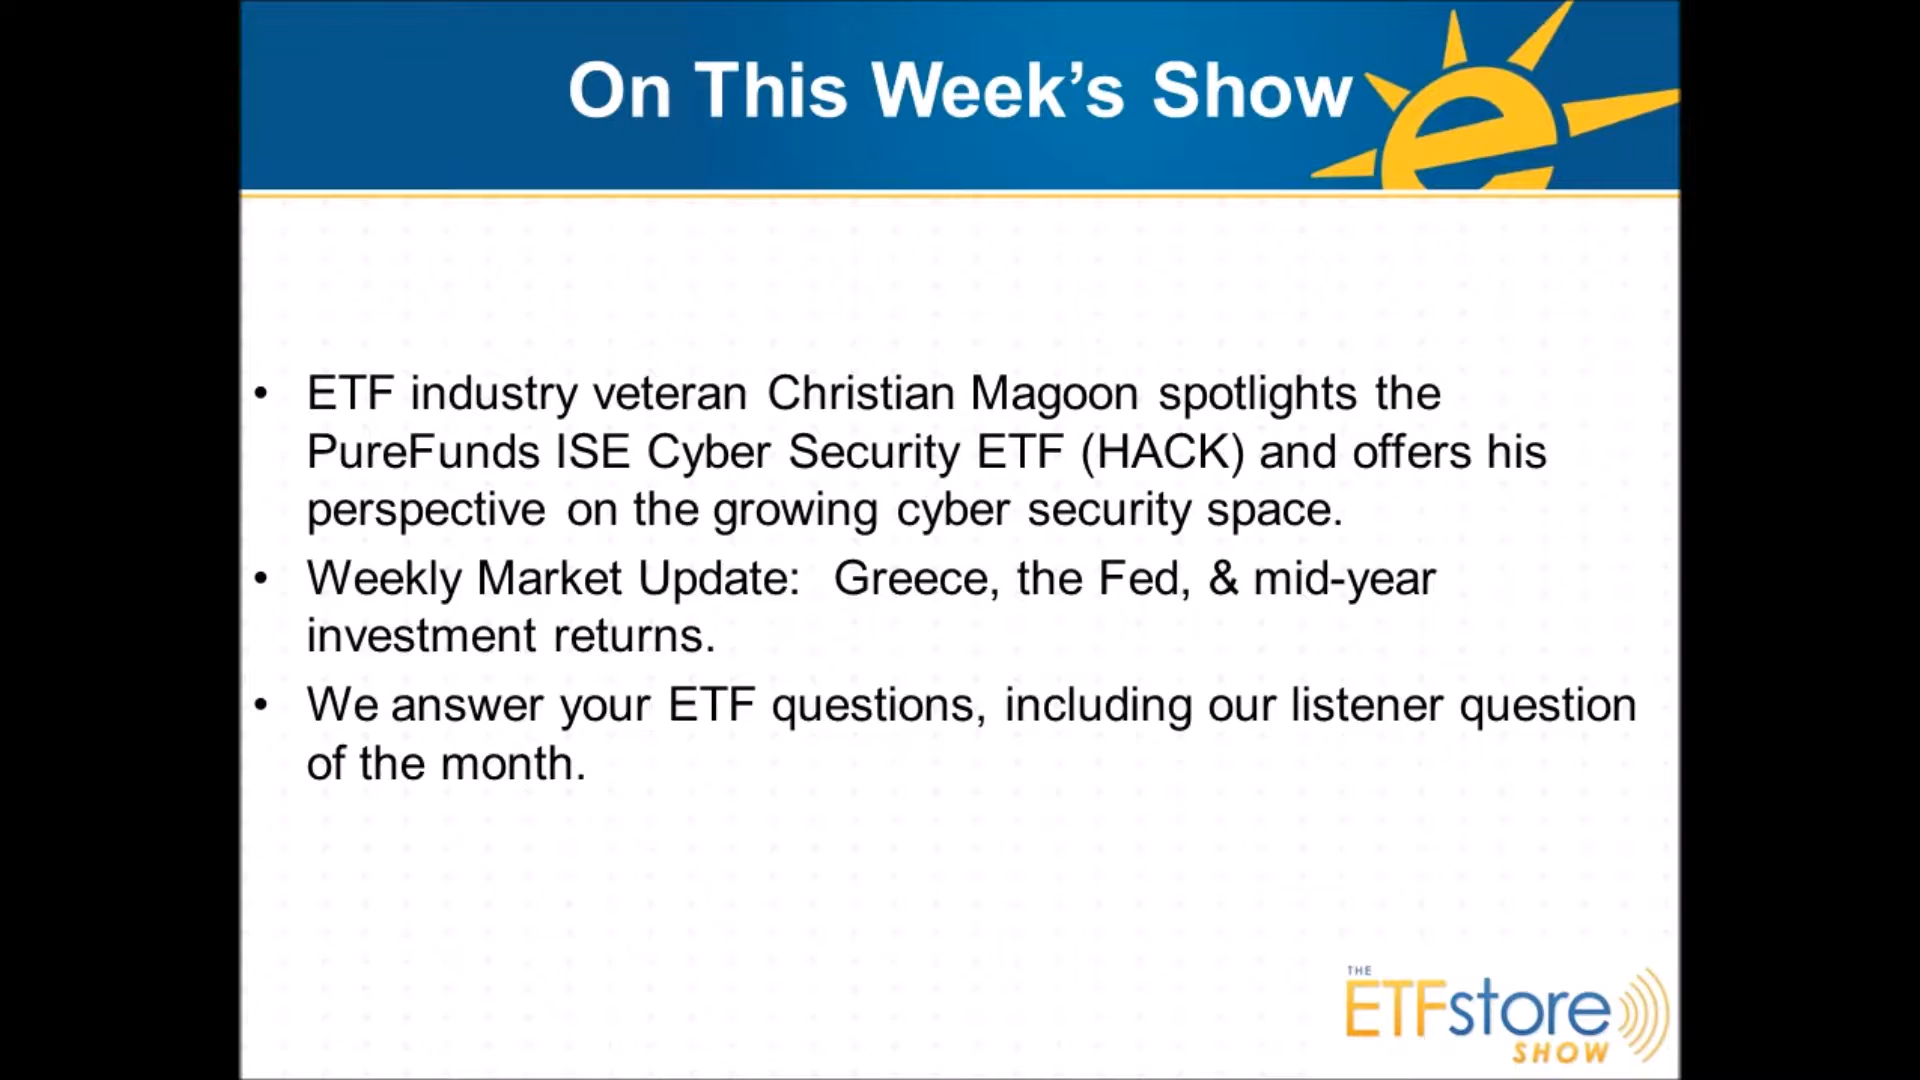 On This Week’s Show
• ETF industry veteran Christian Magoon spotlights the
PureFunds ISE Cyber Security ETF (HACK) and offers his
perspective on the growing cyber security space.
• Weekly Market Update:  Greece, the Fed, & mid-year
investment returns.
• We answer your ETF questions, including our listener question
of the month.
THE
ETFstore
SHOW